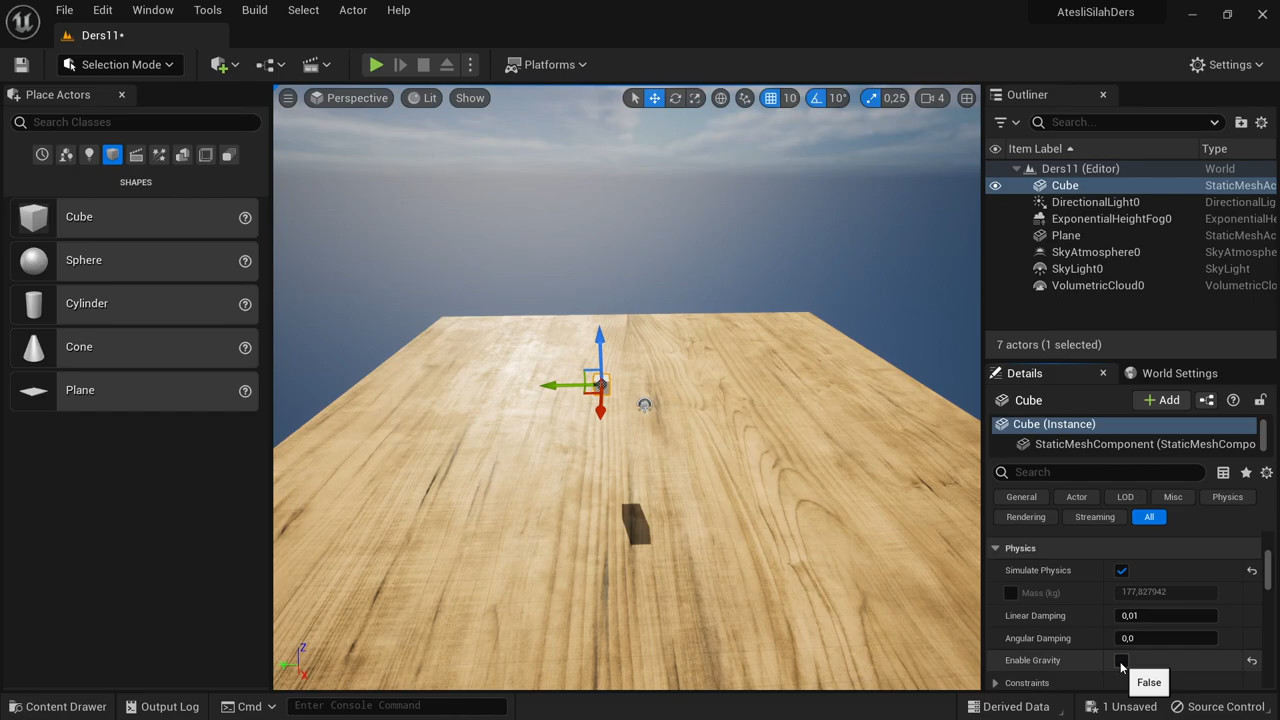 File Edit Window Tools Build Select Actor Help
AtesliSilahDers
Ders11•
Selection Mode
Platforms
Settings
Place Actors
Search Classes
SHAPES
Cube
Sphere
Cylinder
Cone
Plane
Perspective Lit Show
10 10° 0,25 4
Z
X
Outliner
Search...
Item Label Type
Ders11 (Editor) World
Cube StaticMeshAc
DirectionalLight0 DirectionalLig
ExponentialHeightFog0 ExponentialHe
Plane StaticMeshAc
SkyAtmosphere0 SkyAtmosphe
SkyLight0 SkyLight
VolumetricCloud0 VolumetricClo
7 actors (1 selected)
Details World Settings
Cube Add
Cube (Instance)
StaticMeshComponent (StaticMeshCompo
Search
General Actor LOD Misc Physics
Rendering Streaming All
Physics
Simulate Physics
Mass (kg) 177,827942
Linear Damping 0,01
Angular Damping 0,0
Enable Gravity
False
Constraints
Content Drawer Output Log Cmd Enter Console Command Derived Data 1 Unsaved Source Control